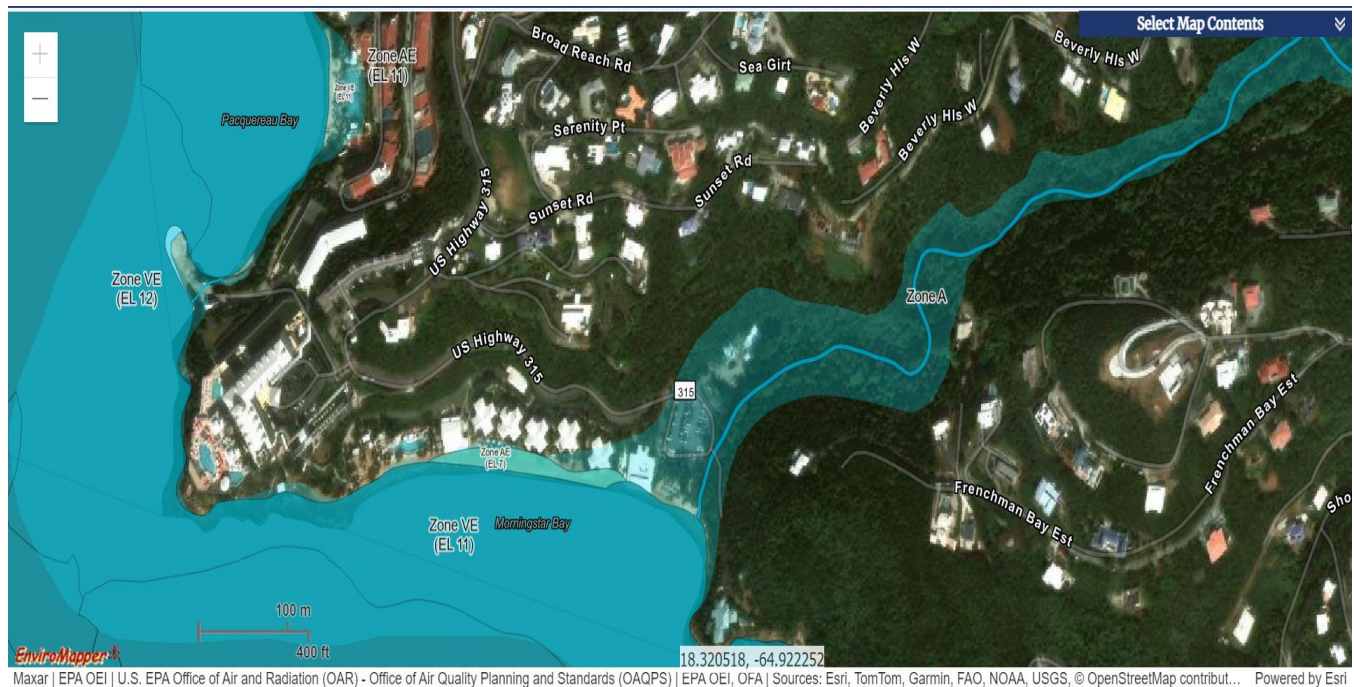 Select Map Contents
+
−
Zone AE
(EL 11)
Zone VE
(EL 11)
Broad Reach Rd
Sea Girt
Beverly Hls W
Beverly Hls W
Beverly Hls W
Pacquereau Bay
Serenity Pt
Sunset Rd
Sunset Rd
US Highway 315
Zone VE
(EL 12)
Zone A
US Highway 315
315
Zone AE
(EL 7)
Frenchman Bay Est
Frenchman Bay Est
Sho
Zone VE
(EL 11)
Morningstar Bay
100 m
400 ft
EnviroMapper
18.320518, -64.922252
Maxar | EPA OEI | U.S. EPA Office of Air and Radiation (OAR) - Office of Air Quality Planning and Standards (OAQPS) | EPA OEI, OFA | Sources: Esri, TomTom, Garmin, FAO, NOAA, USGS, © OpenStreetMap contribut... Powered by Esri